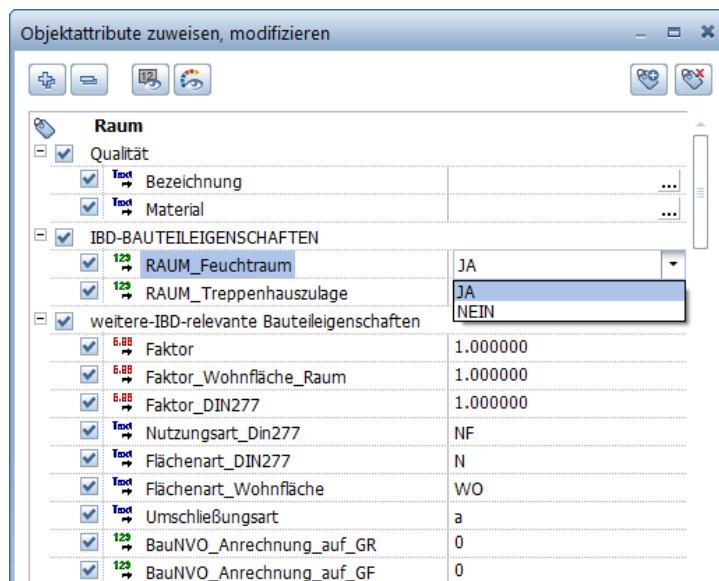 Objektattribute zuweisen, modifizieren
Raum
Qualität
Bezeichnung ...
Material ...
IBD-BAUTEILEIGENSCHAFTEN
RAUM_Feuchtraum JA
RAUM_Treppenhauszulage JA
NEIN
weitere-IBD-relevante Bauteileigenschaften
Faktor 1.000000
Faktor_Wohnfläche_Raum 1.000000
Faktor_DIN277 1.000000
Nutzungsart_Din277 NF
Flächenart_DIN277 N
Flächenart_Wohnfläche WO
Umschließungsart a
BauNVO_Anrechnung_auf_GR 0
BauNVO_Anrechnung_auf_GF 0